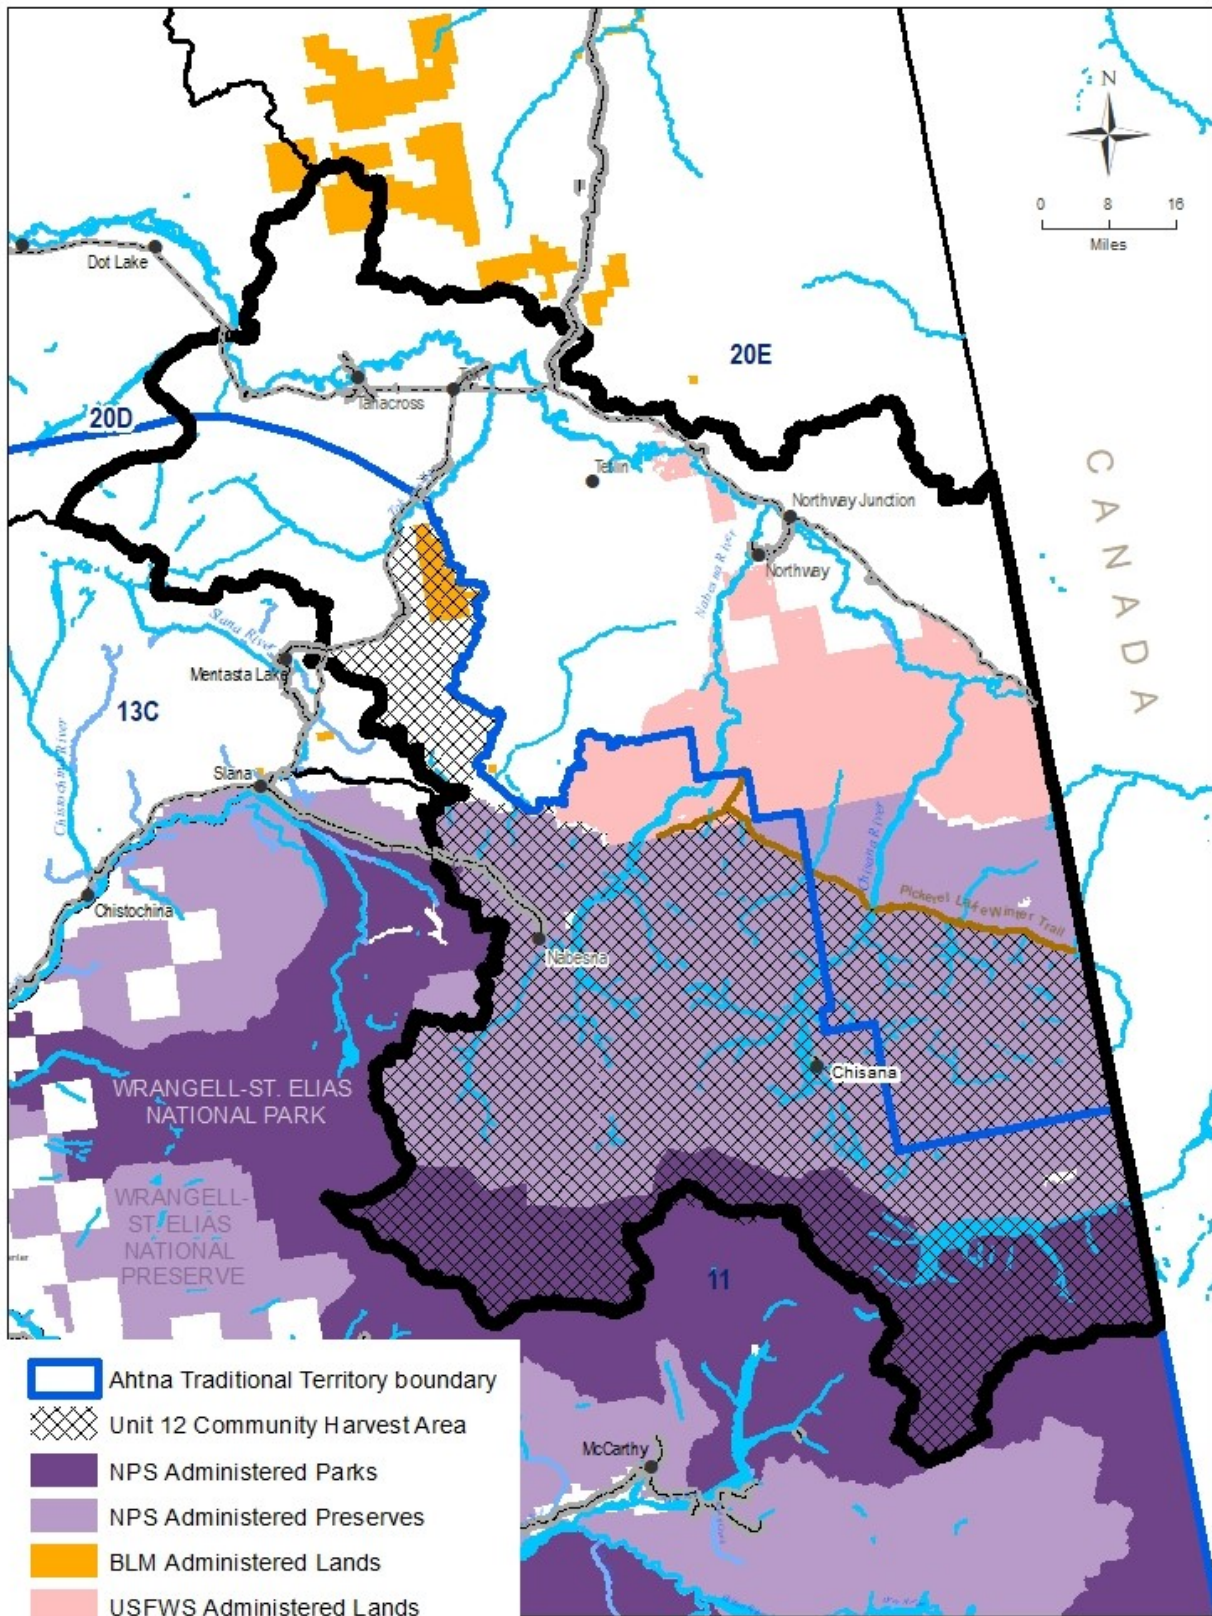 N
0 8 16
Miles
Dot Lake
20E
Tanacross
20D
Tetlin
CANADA
Northway Junction
Northway
Nabesna River
Slana River
Mentasta Lake
13C
Chistochina River
Slana
Chisana River
Pickerel Lake Winter Trail
Chistochina
Nabesna
Chisana
WRANGELL-ST. ELIAS
NATIONAL PARK
WRANGELL-
ST. ELIAS
NATIONAL
PRESERVE
11
McCarthy
Ahtna Traditional Territory boundary
Unit 12 Community Harvest Area
NPS Administered Parks
NPS Administered Preserves
BLM Administered Lands
USFWS Administered Lands